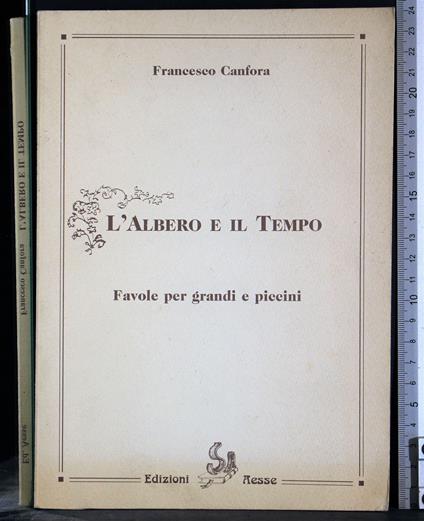 Francesco Canfora
L'ALBERO E IL TEMPO
Favole per grandi e piccini
Edizioni Aesse
Francesco Canfora L'ALBERO E IL TEMPO